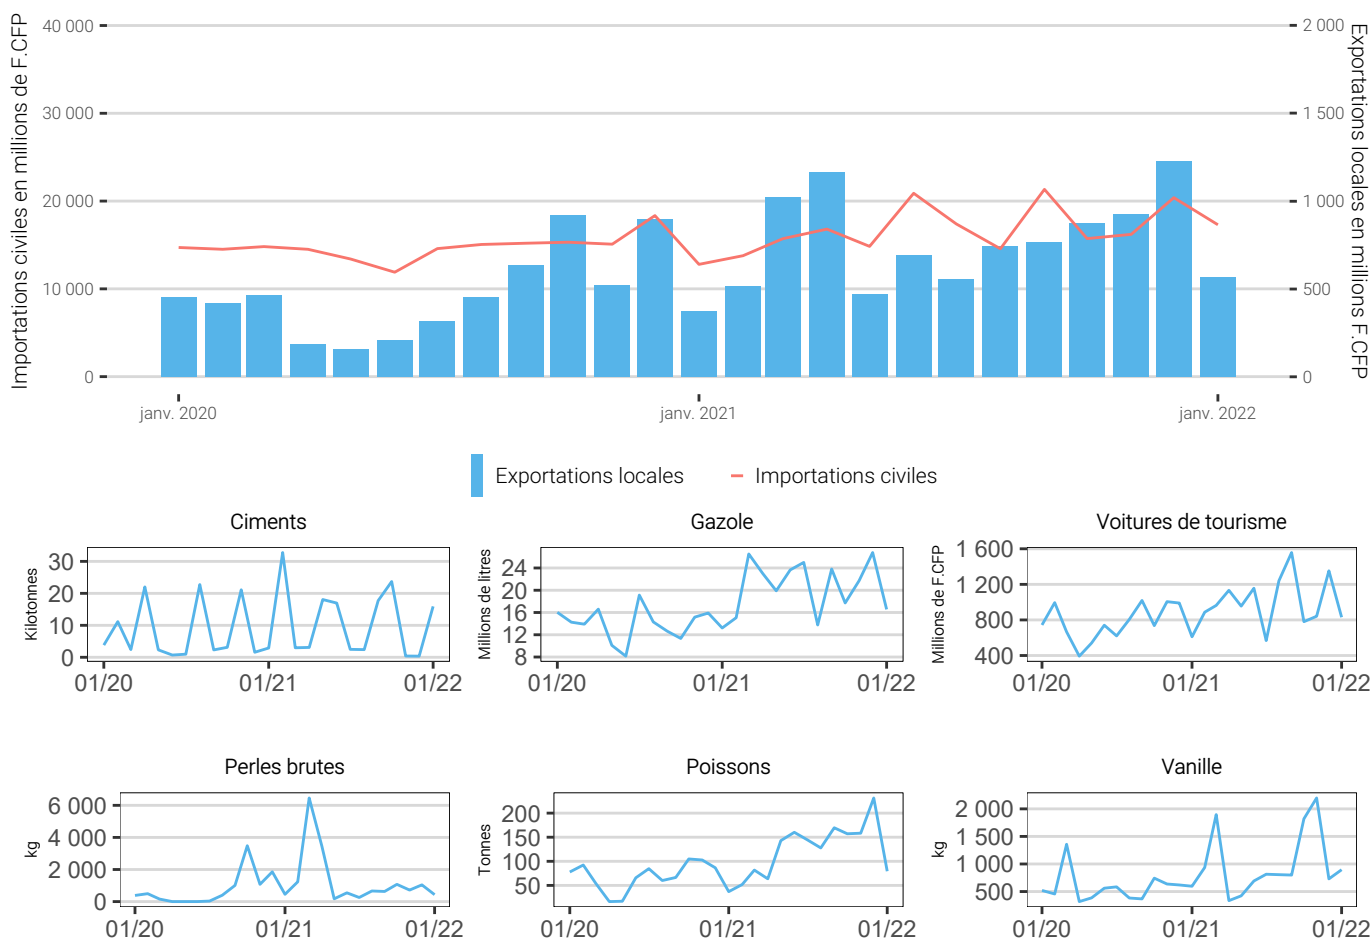 Importations civiles en millions de F.CFP
40 000
30 000
20 000
10 000
0
2 000
1 500
1 000
500
0
Exportations locales en millions F.CFP
janv. 2020
janv. 2021
janv. 2022
Exportations locales
Importations civiles
Ciments
Kilotonnes
30
20
10
0
01/20
01/21
01/22
Gazole
Millions de litres
24
20
16
12
8
01/20
01/21
01/22
Voitures de tourisme
Millions de F.CFP
1 600
1 200
800
400
01/20
01/21
01/22
Perles brutes
kg
6 000
4 000
2 000
0
01/20
01/21
01/22
Poissons
Tonnes
200
150
100
50
01/20
01/21
01/22
Vanille
kg
2 000
1 500
1 000
500
01/20
01/21
01/22